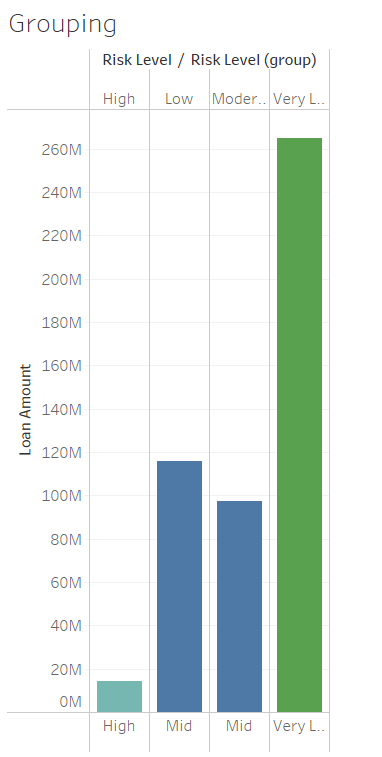 Grouping
Risk Level / Risk Level (group)
High Low Moder.. Very L..
260M
240M
220M
200M
180M
160M
140M
120M
100M
80M
60M
40M
20M
0M
Loan Amount
High Mid Mid Very L..